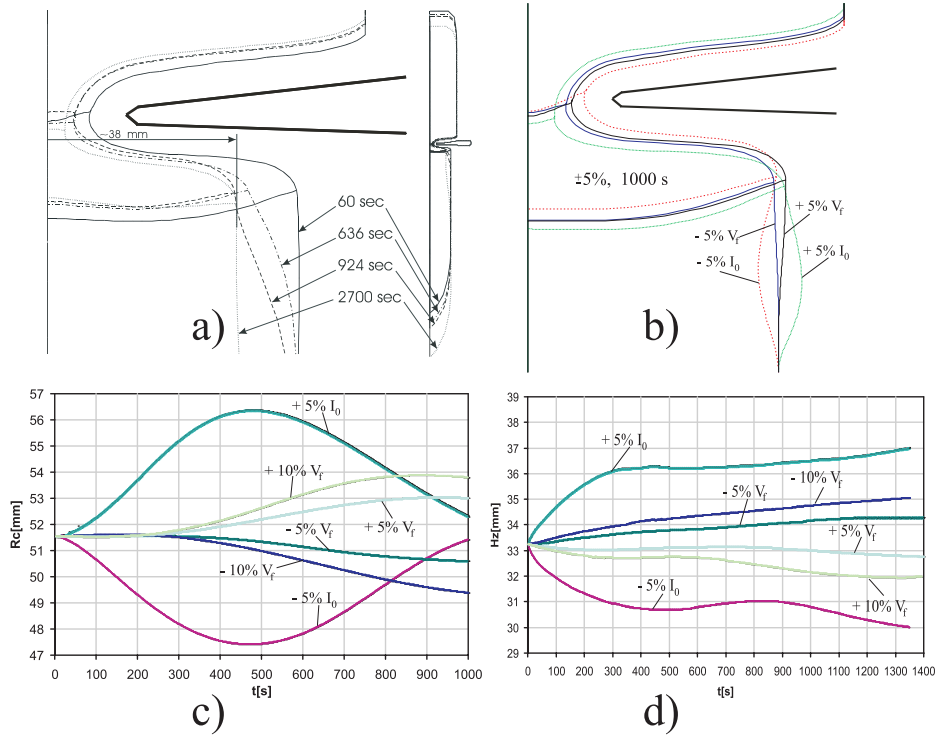 ~38 mm
60 sec
636 sec
924 sec
2700 sec
a)
±5%, 1000 s
+ 5% V_f
- 5% V_f
- 5% I_0
+ 5% I_0
b)
Rc[mm]
57
56
55
54
53
52
51
50
49
48
47
0 100 200 300 400 500 600 700 800 900 1000
t[s]
+ 5% I_0
+ 10% V_f
+ 5% V_f
- 5% V_f
- 10% V_f
- 5% I_0
c)
Hz[mm]
39
38
37
36
35
34
33
32
31
30
29
0 100 200 300 400 500 600 700 800 900 1000 1100 1200 1300 1400
t[s]
+ 5% I_0
- 10% V_f
- 5% V_f
+ 5% V_f
+ 10% V_f
- 5% I_0
d)